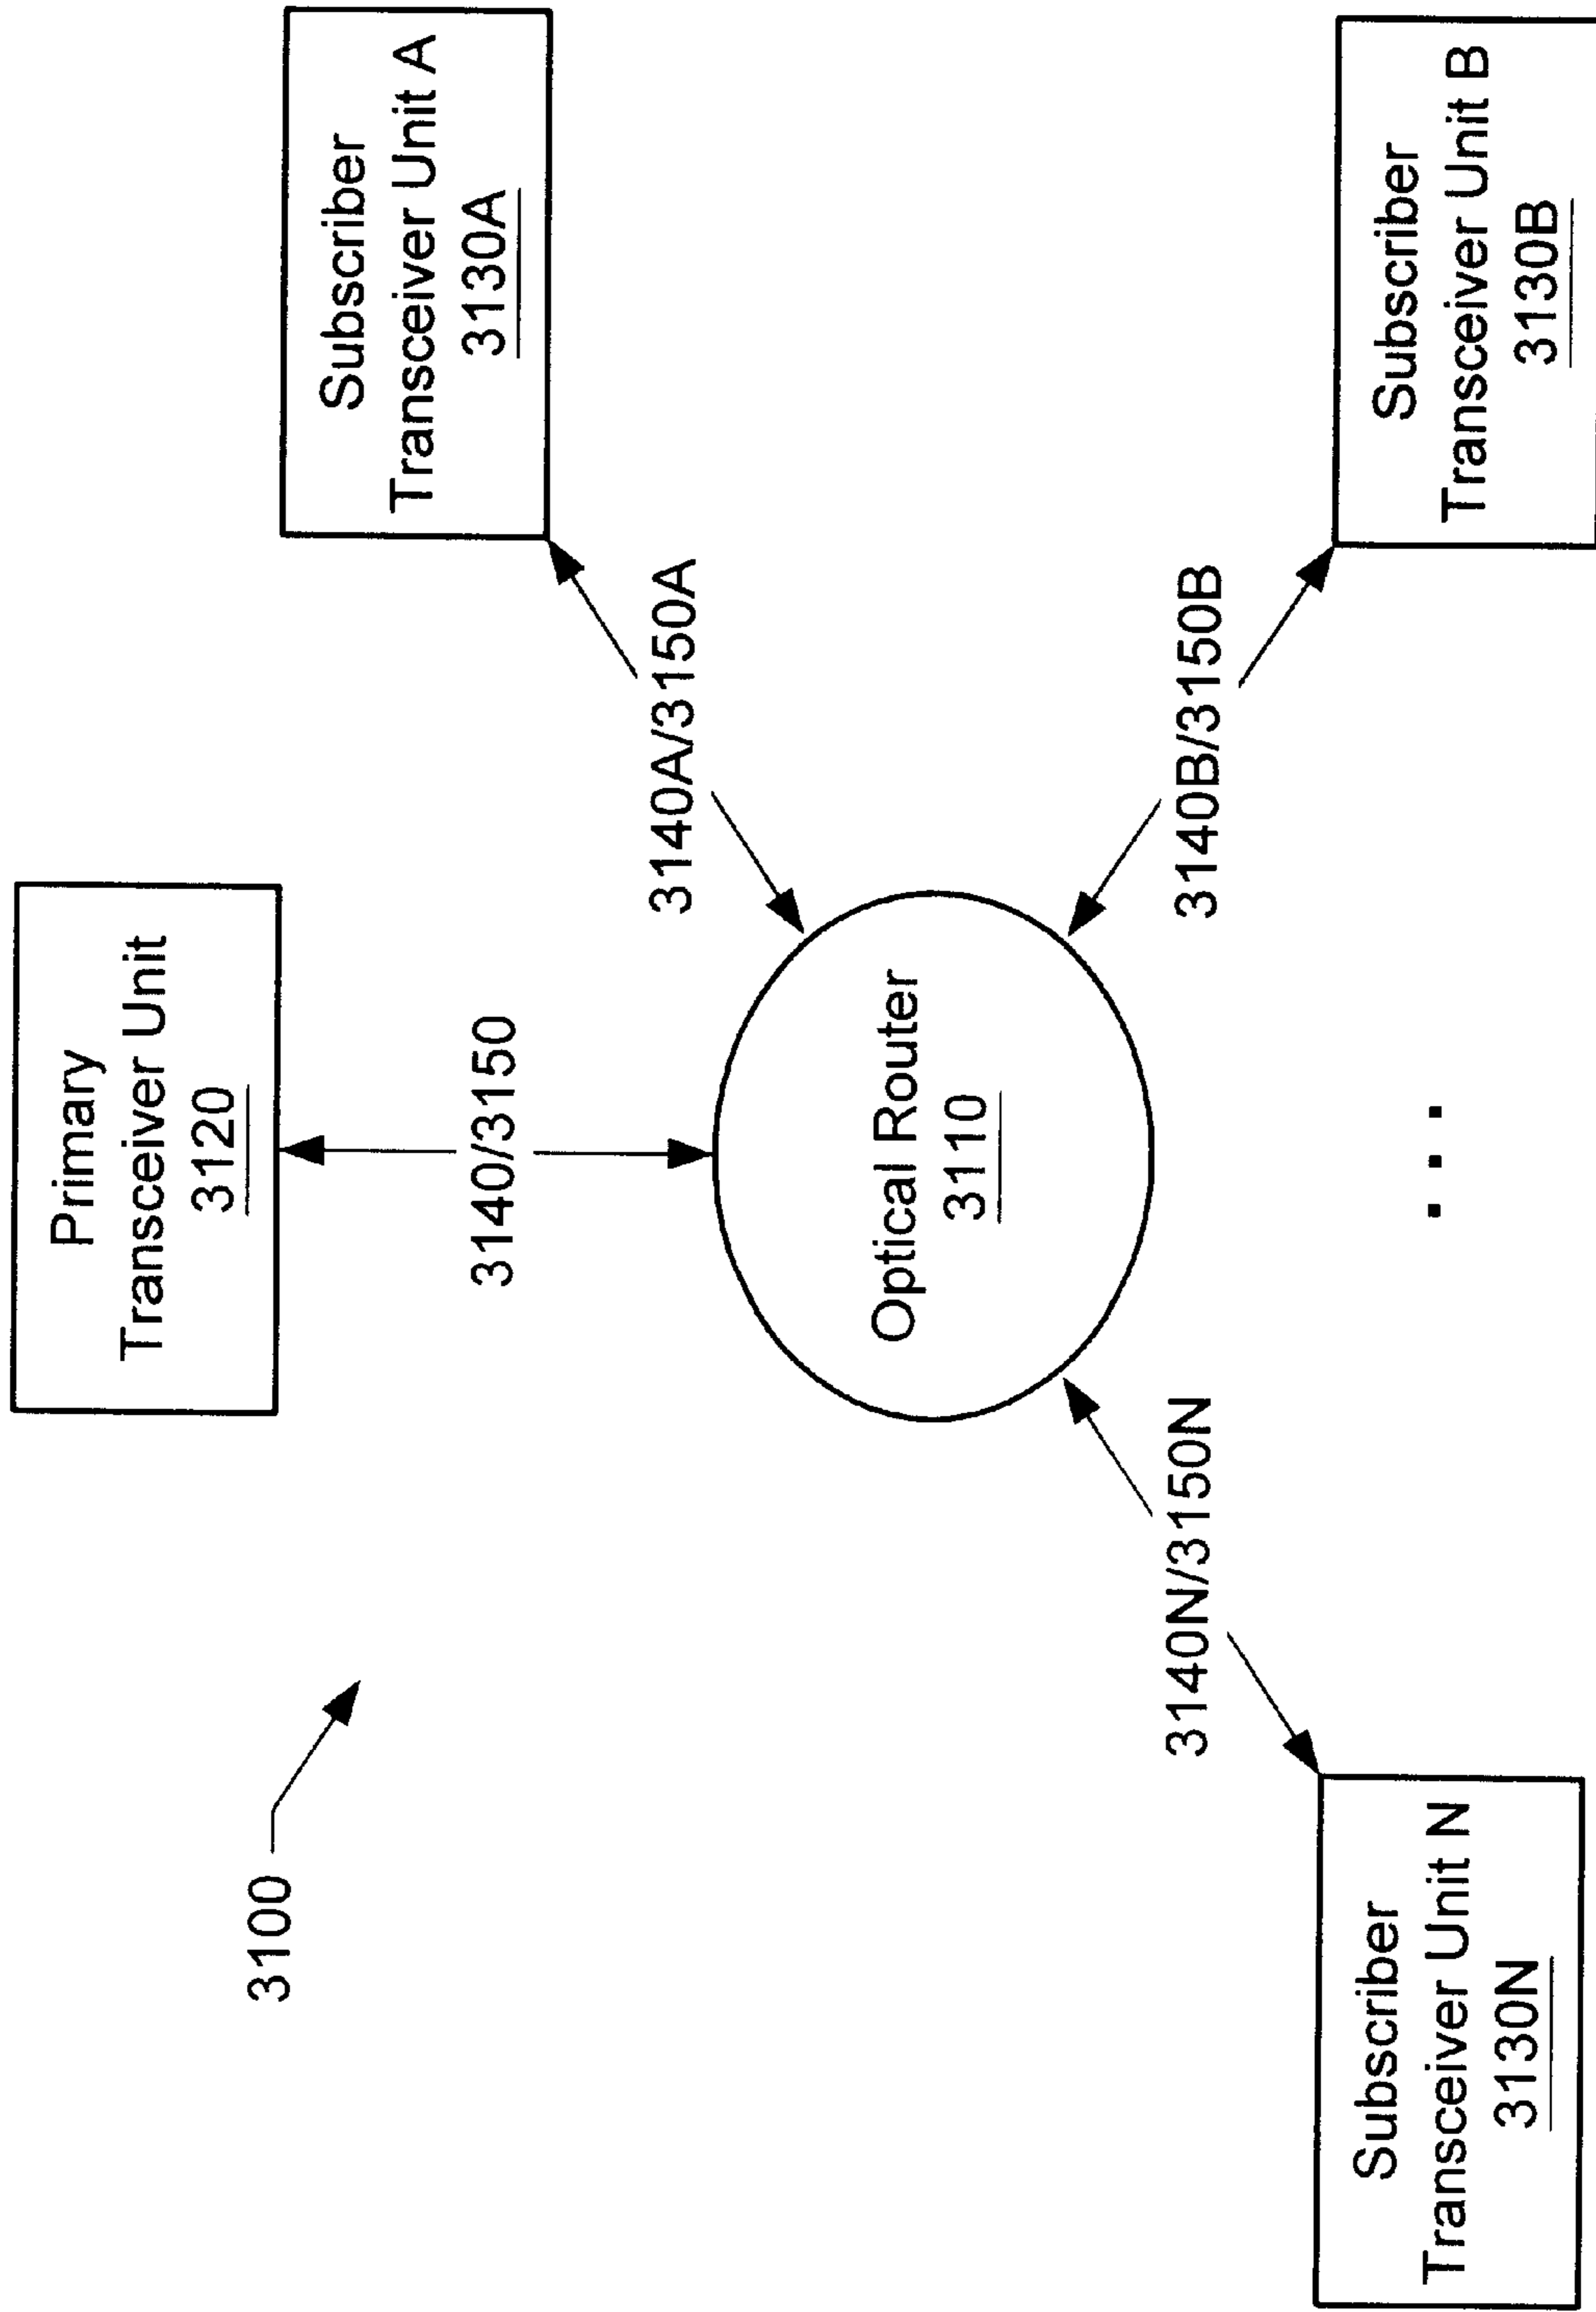 3100
Primary
Transceiver Unit
3120
3140/3150
Subscriber
Transceiver Unit A
3130A
3140A/3150A
Optical Router
3110
3140N/3150N
3140B/3150B
Subscriber
Transceiver Unit N
3130N
. . .
Subscriber
Transceiver Unit B
3130B